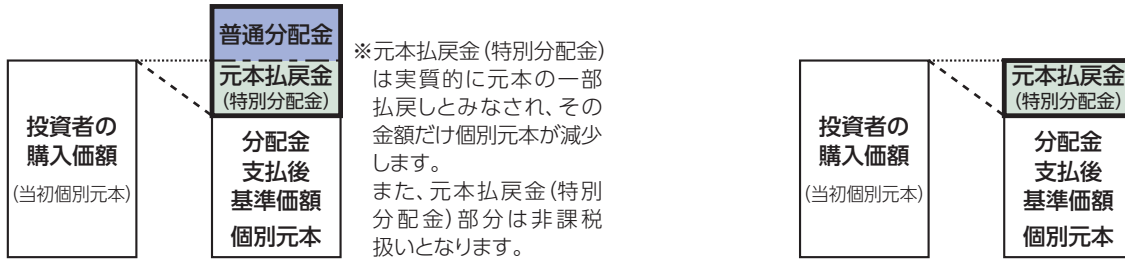 普通分配金
元本払戻金
(特別分配金)
投資者の
購入価額
(当初個別元本)
分配金
支払後
基準価額
個別元本
※元本払戻金(特別分配金)
は実質的に元本の一部
払戻しとみなされ、その
金額だけ個別元本が減少
します。
また、元本払戻金(特別
分配金)部分は非課税
扱いとなります。
投資者の
購入価額
(当初個別元本)
元本払戻金
(特別分配金)
分配金
支払後
基準価額
個別元本